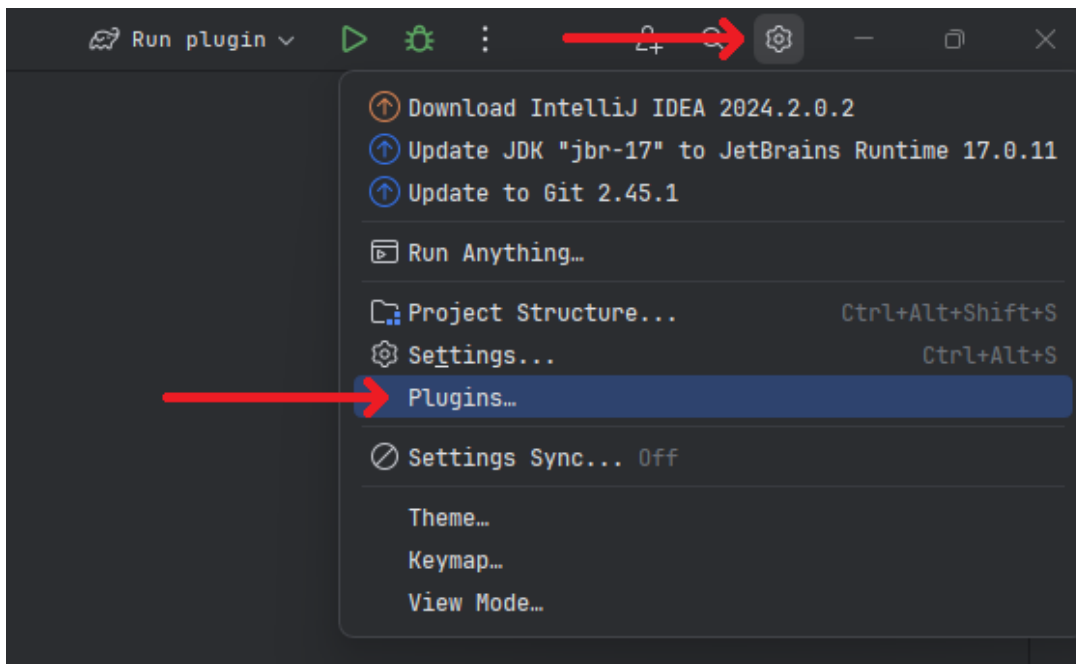 Run plugin
Download IntelliJ IDEA 2024.2.0.2
Update JDK "jbr-17" to JetBrains Runtime 17.0.11
Update to Git 2.45.1
Run Anything…
Project Structure... Ctrl+Alt+Shift+S
Settings... Ctrl+Alt+S
Plugins…
Settings Sync... Off
Theme…
Keymap…
View Mode…